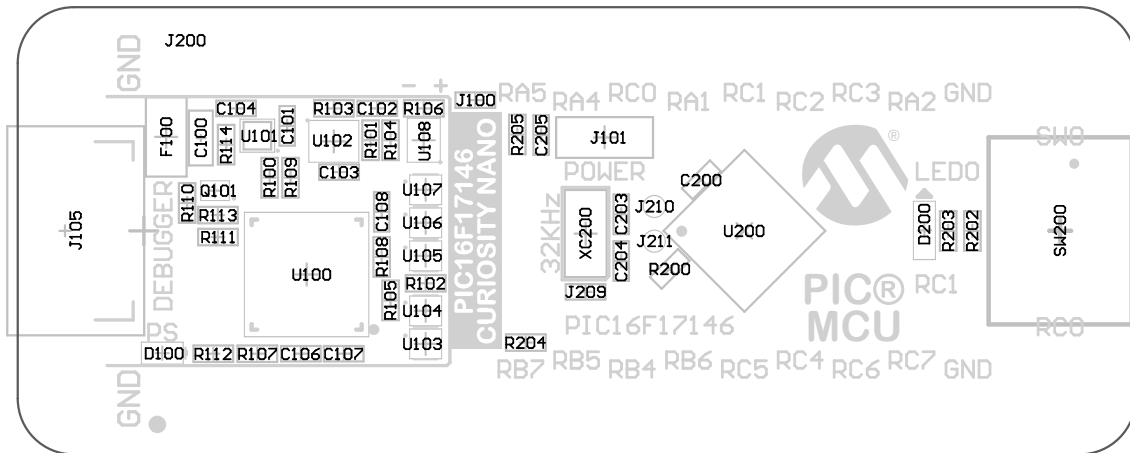 GND
J200
- +
C104
R103
C102
R106
J100
RA5
RA4
RC0
RA1
RC1
RC2
RC3
RA2
GND
F100
C100
R114
U101
C101
U102
R101
R104
U108
R205
C205
J101
®
SW0
C103
POWER
LED0
R100
R109
R110
Q101
U107
C200
R113
C108
U106
C203
J210
D200
R203
R202
J105
DEBUGGER
R111
R108
U105
PIC16F17146
CURIOSITY NANO
32KHz
XC200
C204
J211
U200
SW200
U100
R102
R200
RC1
R105
J209
PIC®
MCU
U104
PS
PIC16F17146
RC0
D100
R112
R107
C106
C107
U103
R204
RB7
RB5
RB4
RB6
RC5
RC4
RC6
RC7
GND
GND